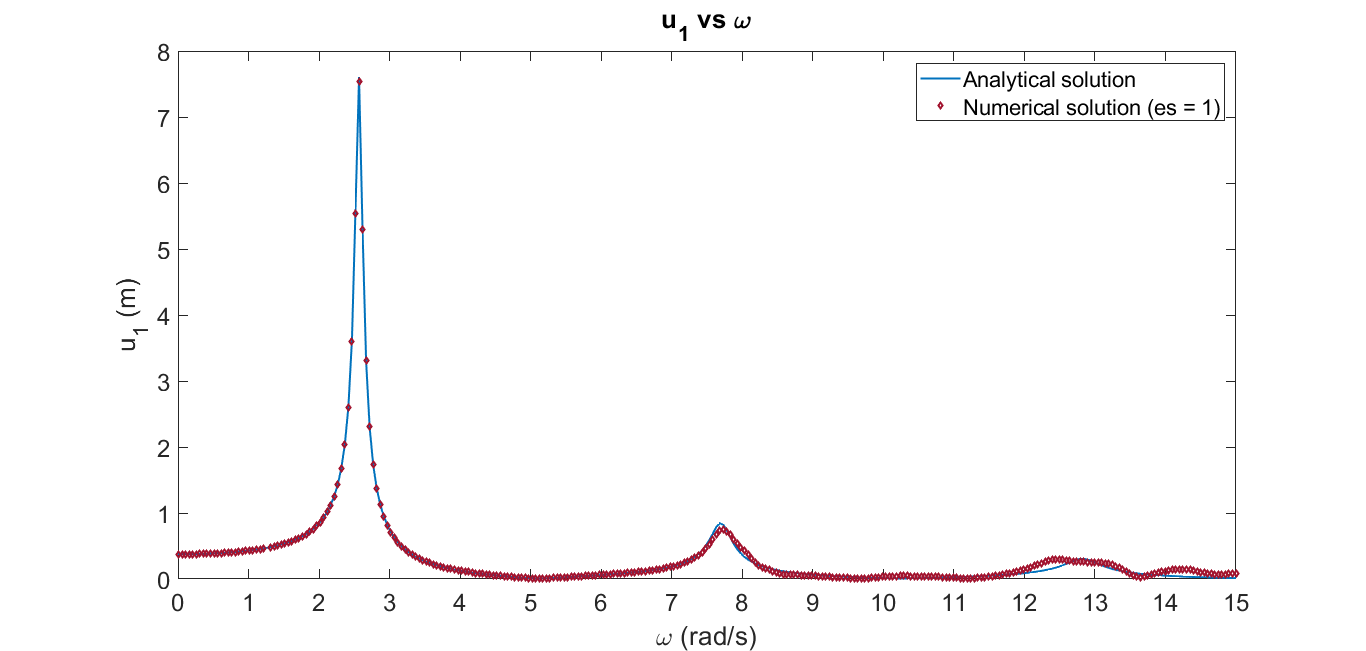 u₁ vs ω
Analytical solution
Numerical solution (es = 1)
8
7
6
5
4
3
2
1
0
u₁ (m)
0 1 2 3 4 5 6 7 8 9 10 11 12 13 14 15
ω (rad/s)